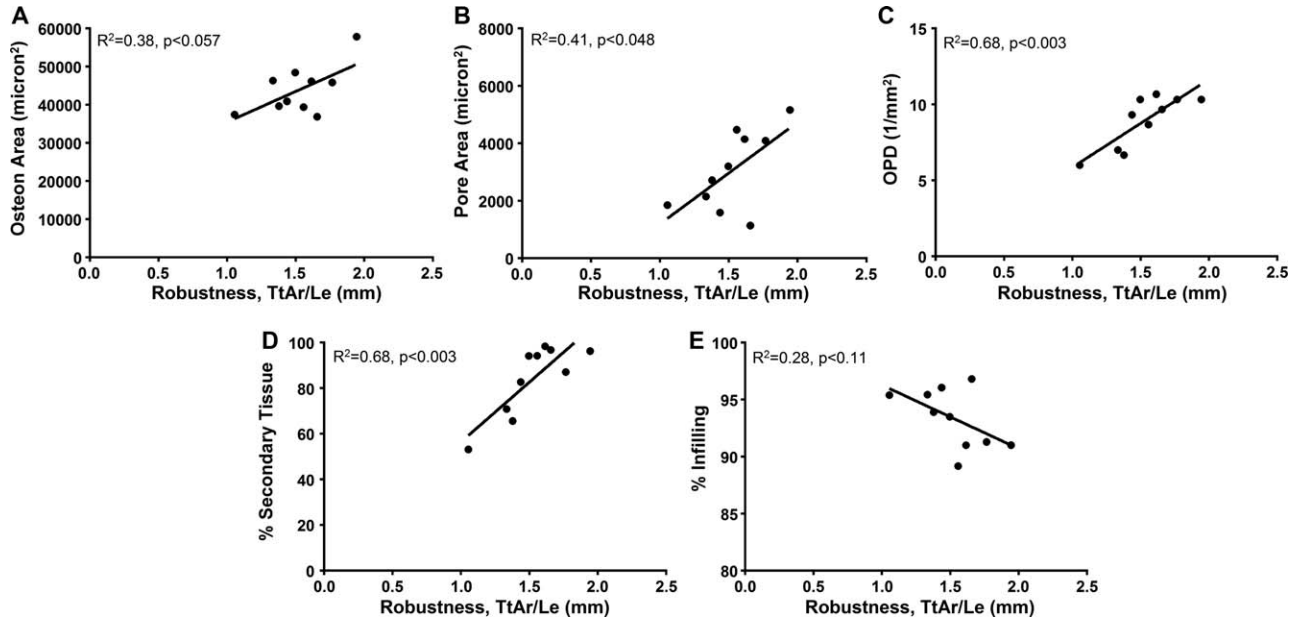 A
R²=0.38, p<0.057
Osteon Area (micron²)
60000
50000
40000
30000
20000
10000
0
0.0 0.5 1.0 1.5 2.0 2.5
Robustness, TtAr/Le (mm)
B
R²=0.41, p<0.048
Pore Area (micron²)
8000
6000
4000
2000
0
0.0 0.5 1.0 1.5 2.0 2.5
Robustness, TtAr/Le (mm)
C
R²=0.68, p<0.003
OPD (1/mm²)
15
10
5
0
0.0 0.5 1.0 1.5 2.0 2.5
Robustness, TtAr/Le (mm)
D
R²=0.68, p<0.003
% Secondary Tissue
100
80
60
40
20
0
0.0 0.5 1.0 1.5 2.0 2.5
Robustness, TtAr/Le (mm)
E
R²=0.28, p<0.11
% Infilling
100
95
90
85
80
0.0 0.5 1.0 1.5 2.0 2.5
Robustness, TtAr/Le (mm)